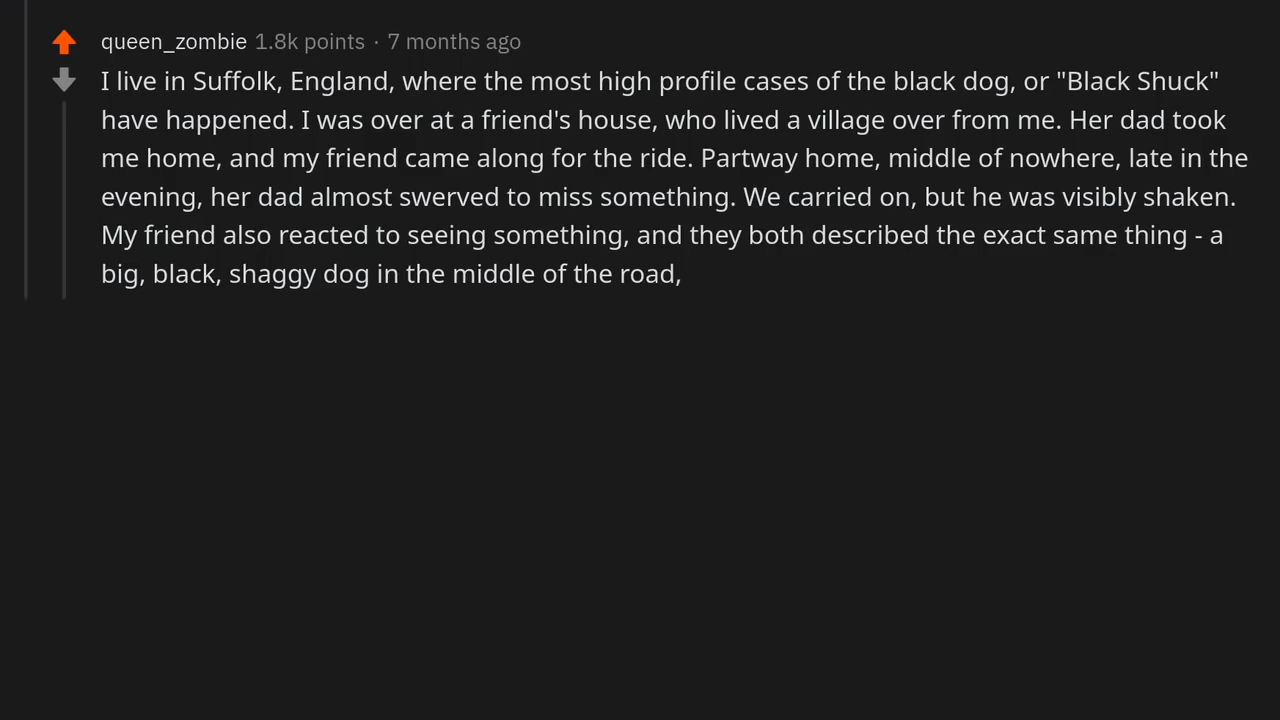 queen_zombie 1.8k points · 7 months ago
I live in Suffolk, England, where the most high profile cases of the black dog, or "Black Shuck"
have happened. I was over at a friend's house, who lived a village over from me. Her dad took
me home, and my friend came along for the ride. Partway home, middle of nowhere, late in the
evening, her dad almost swerved to miss something. We carried on, but he was visibly shaken.
My friend also reacted to seeing something, and they both described the exact same thing - a
big, black, shaggy dog in the middle of the road,